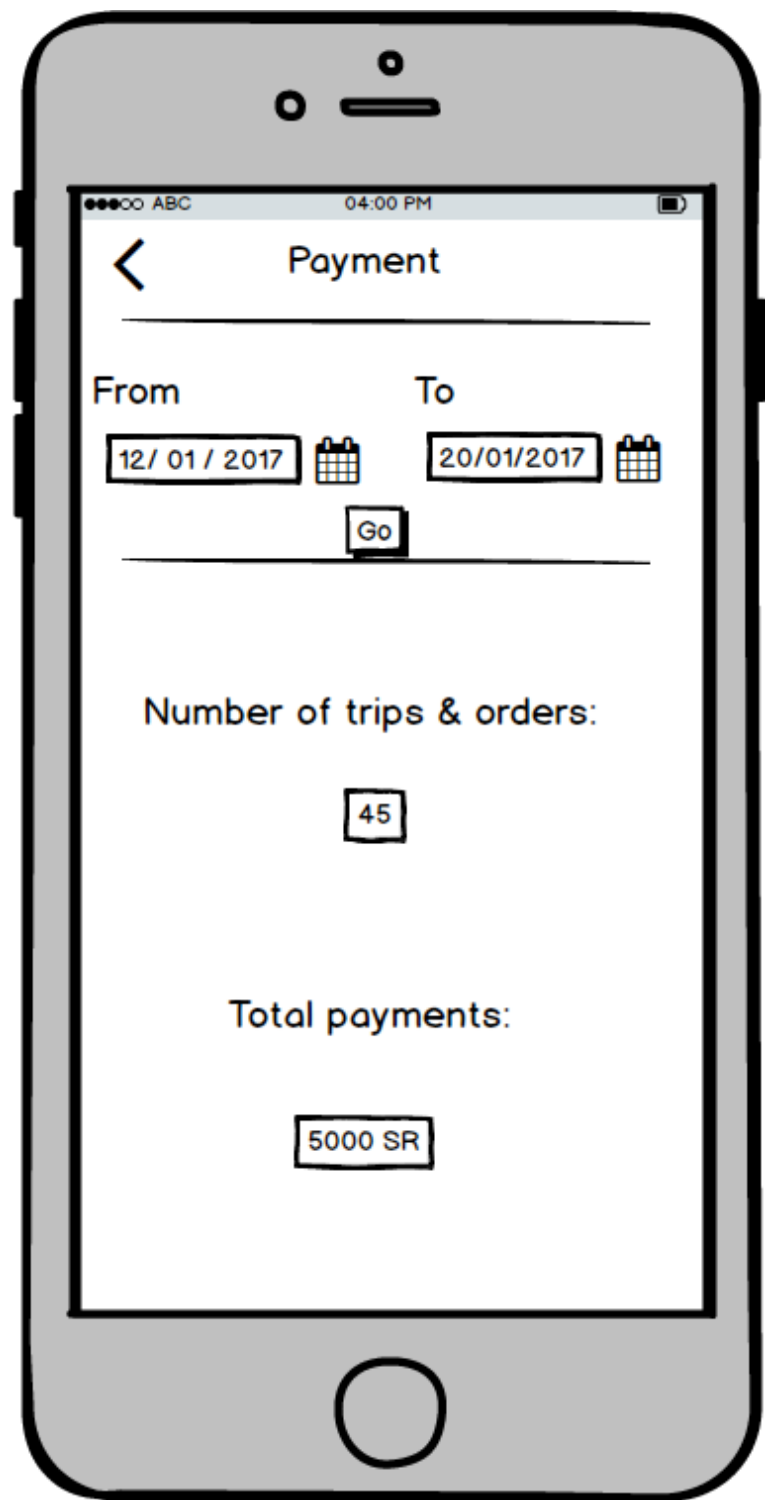 ABC 04:00 PM
Payment
From To
12/ 01 / 2017 20/01/2017
Go
Number of trips & orders:
45
Total payments:
5000 SR